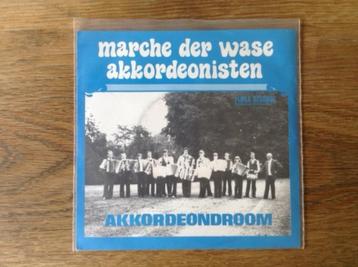 marche der wase
akkordeonisten
AKKORDEONDROOM